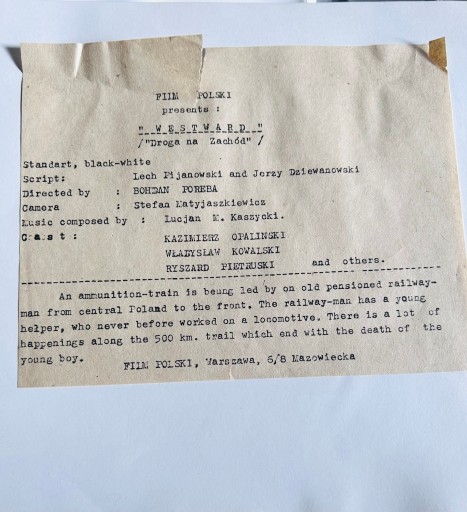 FILM POLSKI
presents :
" W E S T W A R D "
/"Droga na Zachód" /
Standart, black-white
Script: Lech Pijanowski and Jerzy Dziewanowski
Directed by : BOHDAN POREBA
Camera : Stefan Matyjaszkiewicz
Music composed by : Lucjan M. Kaszycki.
C a s t : KAZIMIERZ OPALINSKI
WŁADYSŁAW KOWALSKI
RYSZARD PIETRUSKI and others.
An ammunition-train is beung led by on old pensioned railway-
man from central Poland to the front. The railway-man has a young
helper, who never before worked on a locomotive. There is a lot of
happenings along the 500 km. trail which end with the death of the
young boy.
FILM POLSKI, Warszawa, 6/8 Mazowiecka